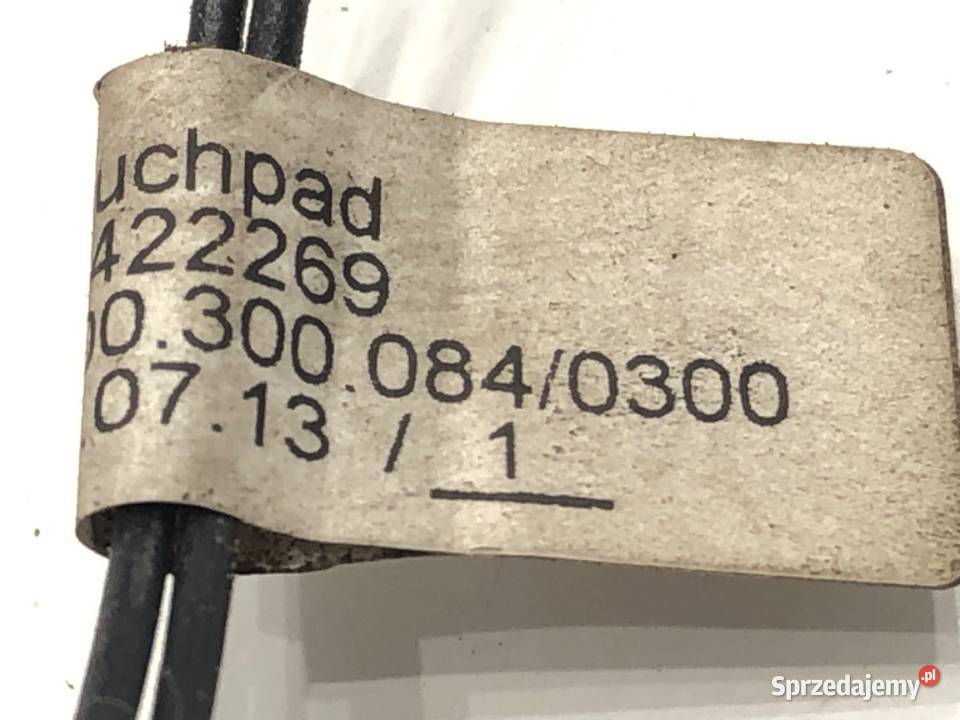 uchpad
422269
00.300.084/0300
07.13 / 1
Sprzedajemy.pl